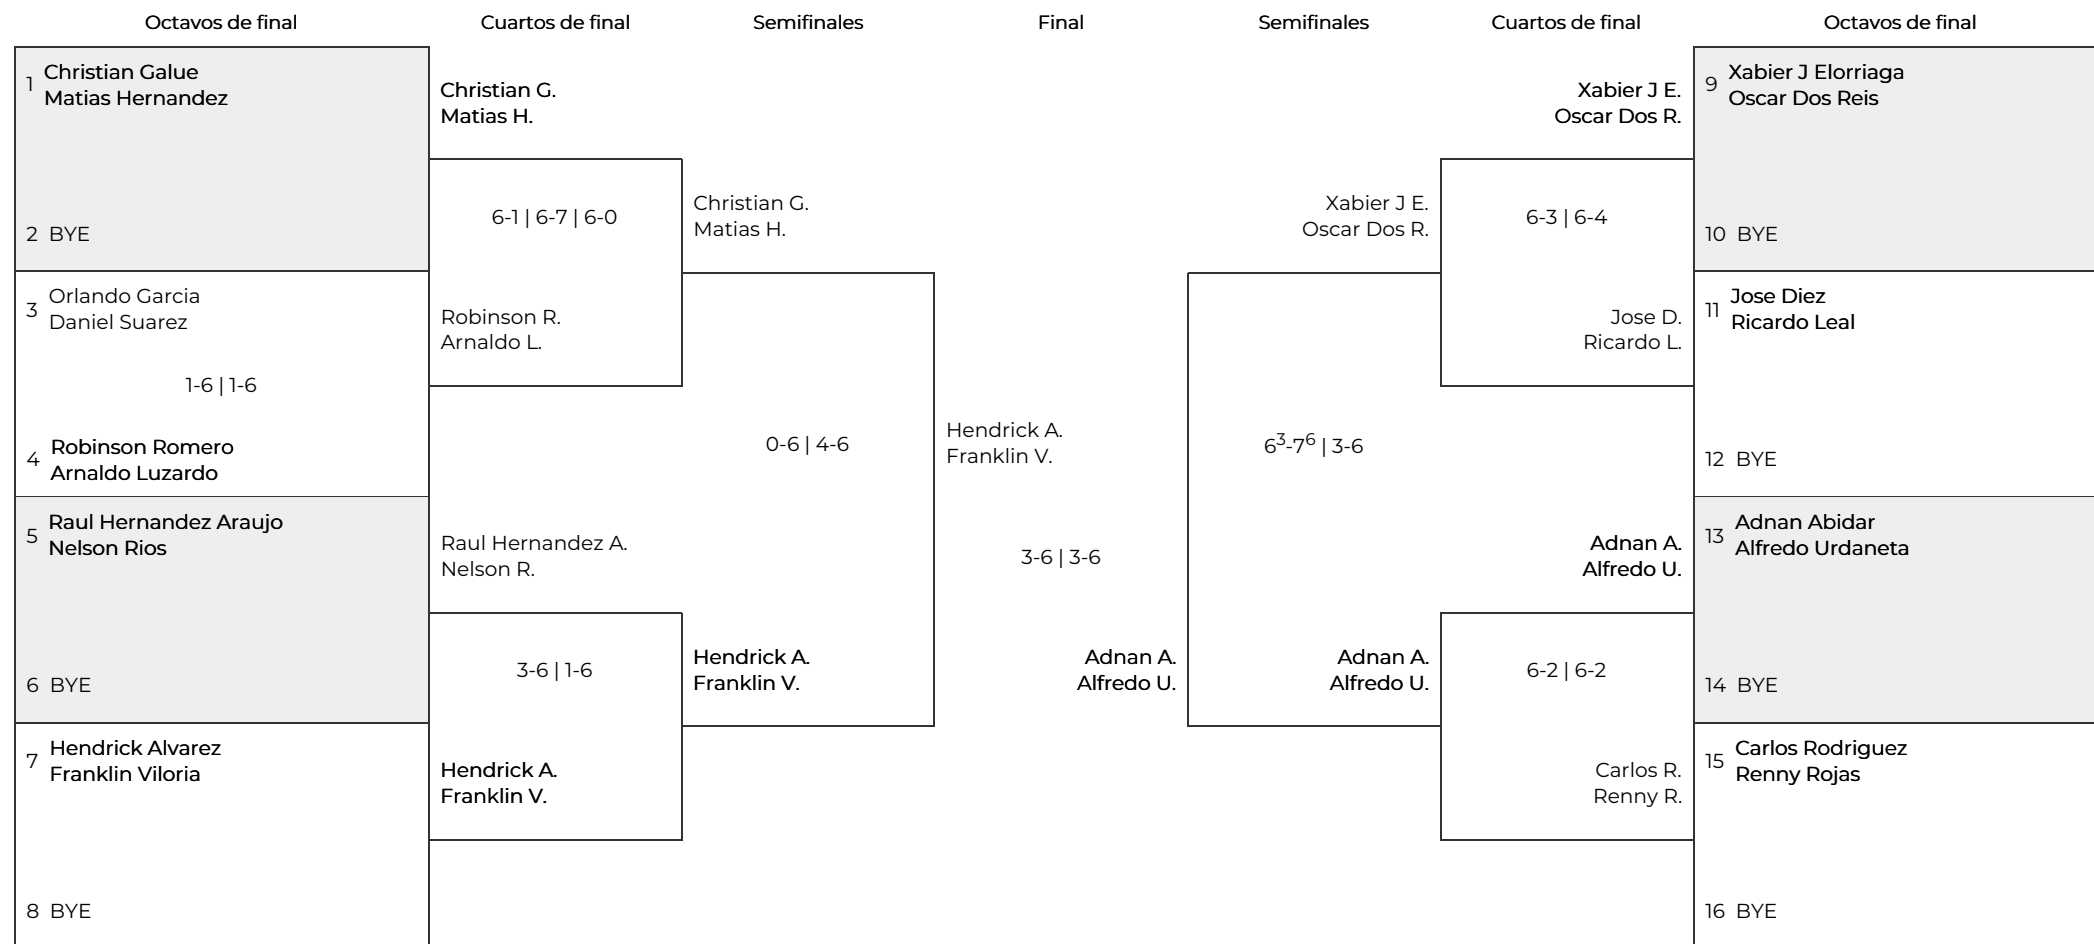 Octavos de final
Cuartos de final
Semifinales
Final
Semifinales
Cuartos de final
Octavos de final
1 Christian Galue
Matias Hernandez
2 BYE
3 Orlando Garcia
Daniel Suarez
1-6 | 1-6
4 Robinson Romero
Arnaldo Luzardo
5 Raul Hernandez Araujo
Nelson Rios
6 BYE
7 Hendrick Alvarez
Franklin Viloria
8 BYE
Christian G.
Matias H.
6-1 | 6-7 | 6-0
Robinson R.
Arnaldo L.
Raul Hernandez A.
Nelson R.
3-6 | 1-6
Hendrick A.
Franklin V.
Christian G.
Matias H.
0-6 | 4-6
Hendrick A.
Franklin V.
Hendrick A.
Franklin V.
3-6 | 3-6
Adnan A.
Alfredo U.
Xabier J E.
Oscar Dos R.
6³-7⁶ | 3-6
Adnan A.
Alfredo U.
Xabier J E.
Oscar Dos R.
6-3 | 6-4
Jose D.
Ricardo L.
Adnan A.
Alfredo U.
6-2 | 6-2
Carlos R.
Renny R.
9 Xabier J Elorriaga
Oscar Dos Reis
10 BYE
11 Jose Diez
Ricardo Leal
12 BYE
13 Adnan Abidar
Alfredo Urdaneta
14 BYE
15 Carlos Rodriguez
Renny Rojas
16 BYE